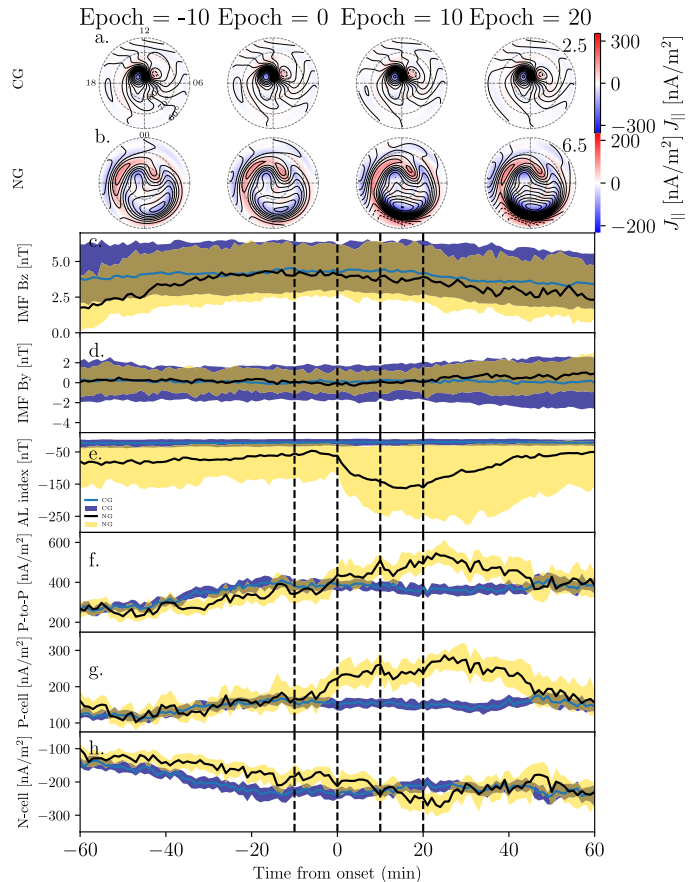 Epoch = -10 Epoch = 0 Epoch = 10 Epoch = 20
a. 12 2.5
CG 18 06
80 70 60
00
300
0
−300
J|| [nA/m²]
b. 6.5
NG
200
0
−200
J|| [nA/m²]
c.
IMF Bz [nT]
5.0
2.5
0.0
d.
IMF By [nT]
2
0
−2
−4
e.
AL index [nT]
−50
−150
−250
CG
CG
NG
NG
f.
P-to-P [nA/m²]
600
400
200
g.
P-cell [nA/m²]
300
200
100
h.
N-cell [nA/m²]
−100
−200
−300
−60 −40 −20 0 20 40 60
Time from onset (min)